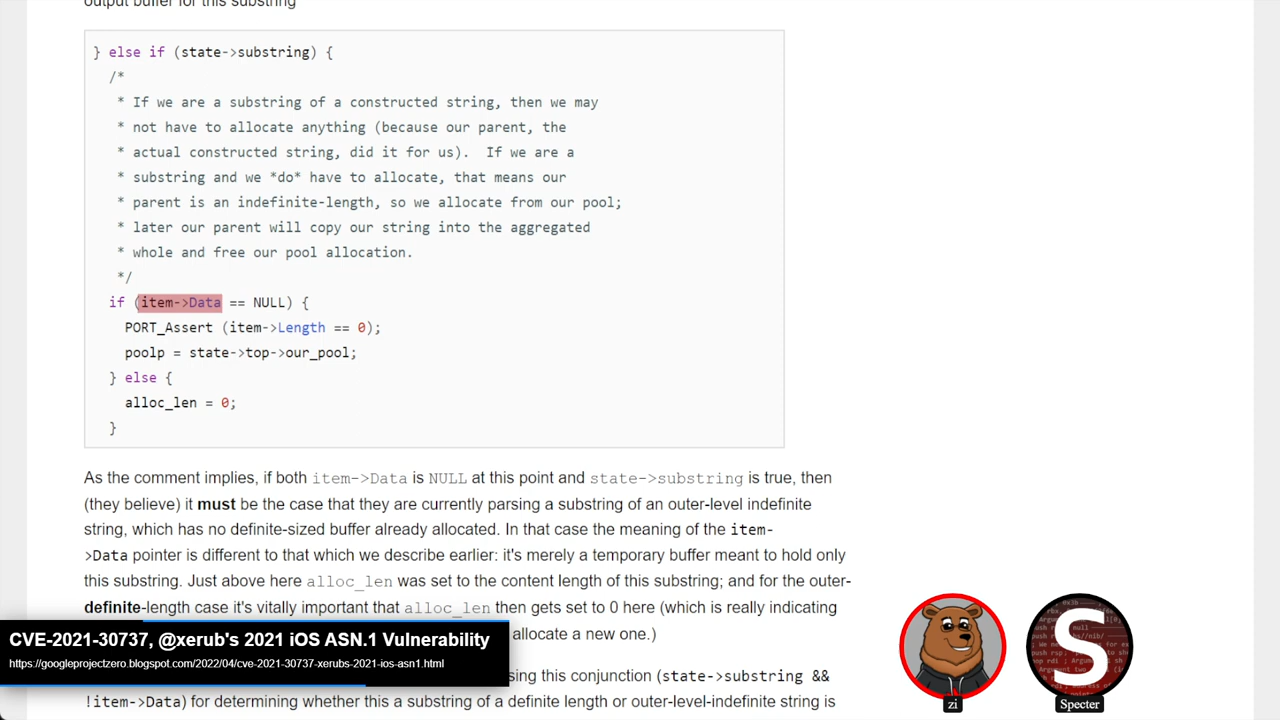 output buffer for this substring
} else if (state->substring) {
/*
* If we are a substring of a constructed string, then we may
* not have to allocate anything (because our parent, the
* actual constructed string, did it for us).  If we are a
* substring and we *do* have to allocate, that means our
* parent is an indefinite-length, so we allocate from our pool;
* later our parent will copy our string into the aggregated
* whole and free our pool allocation.
*/
if (item->Data == NULL) {
PORT_Assert (item->Length == 0);
poolp = state->top->our_pool;
} else {
alloc_len = 0;
}
As the comment implies, if both item->Data is NULL at this point and state->substring is true, then
(they believe) it must be the case that they are currently parsing a substring of an outer-level indefinite
string, which has no definite-sized buffer already allocated. In that case the meaning of the item-
>Data pointer is different to that which we describe earlier: it's merely a temporary buffer meant to hold only
this substring. Just above here alloc_len was set to the content length of this substring; and for the outer-
definite-length case it's vitally important that alloc_len then gets set to 0 here (which is really indicating
allocate a new one.)
sing this conjunction (state->substring &&
!item->Data) for determining whether this a substring of a definite length or outer-level-indefinite string is
CVE-2021-30737, @xerub's 2021 iOS ASN.1 Vulnerability
https://googleprojectzero.blogspot.com/2022/04/cve-2021-30737-xerubs-2021-ios-asn1.html
S
zi
Specter